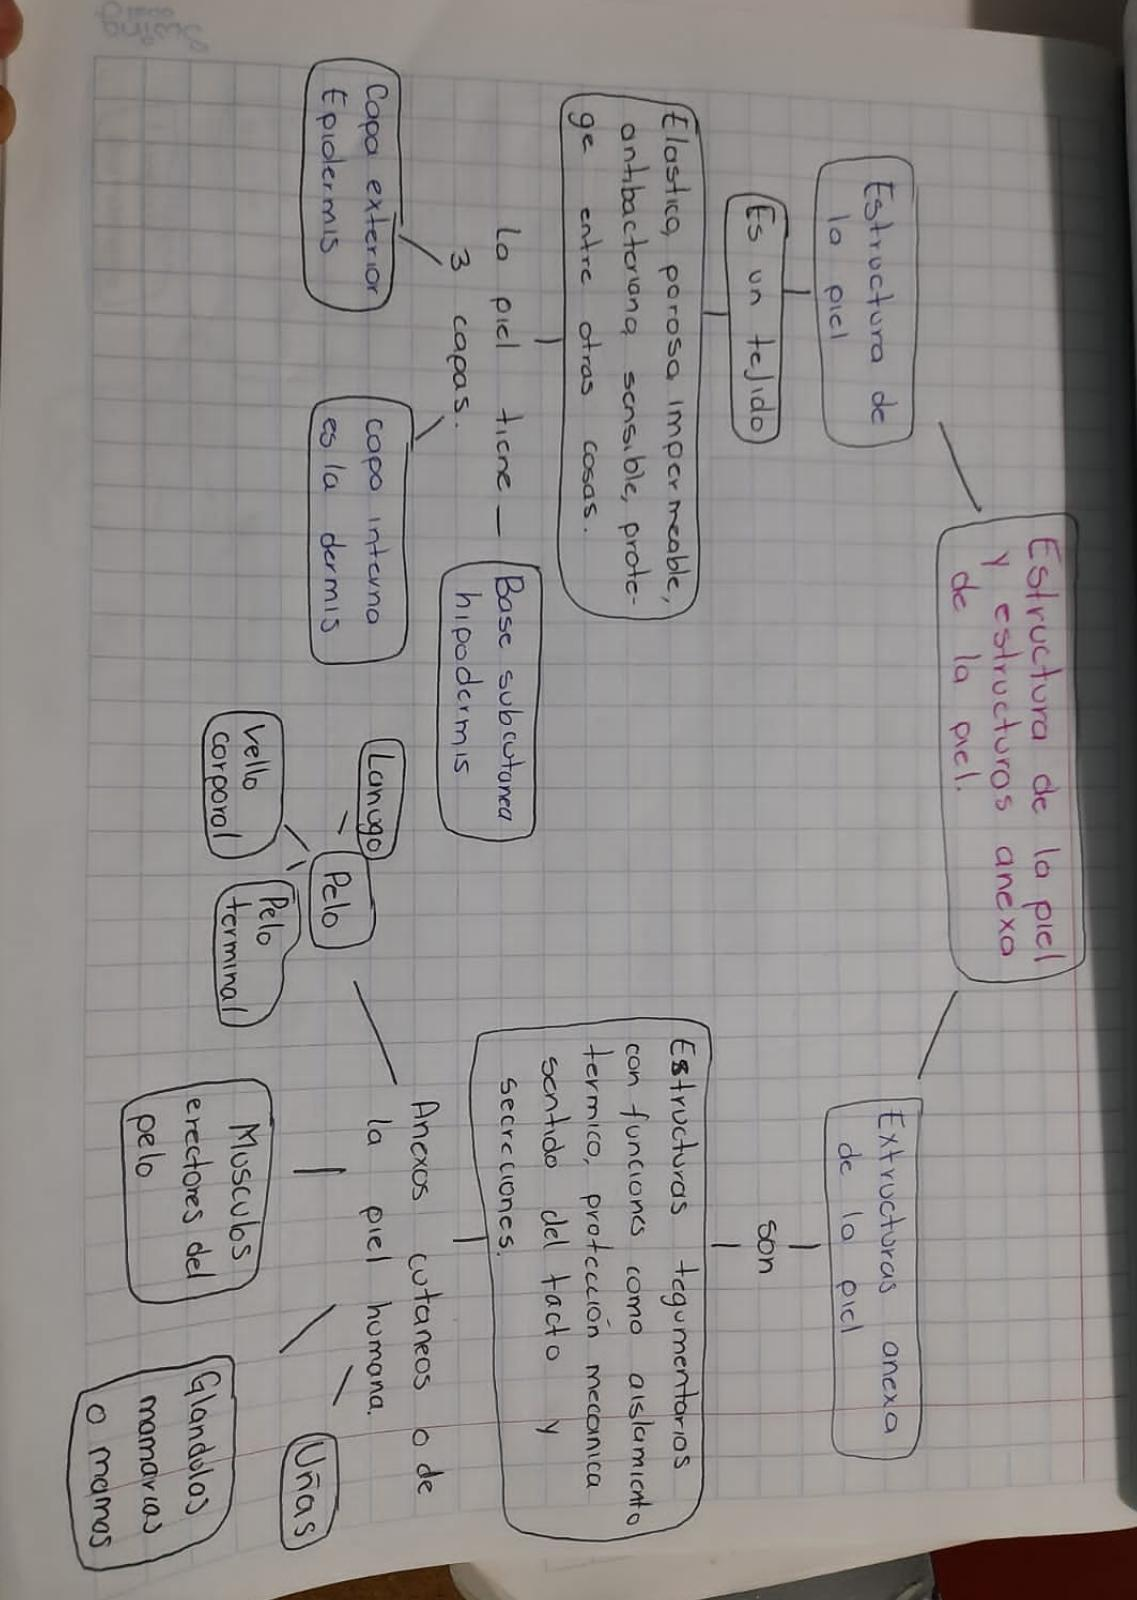 Estructura de la piel
y estructuras anexa
de la piel.
Estructura de
la piel
Es un tejido
Elastica, porosa, impermeable,
antibacteriana, sensible, prote-
ge entre otras cosas.
La piel tiene
3 capas.
Capa exterior
Epidermis
capa interna
es la dermis
Base subcutanea
hipodermis
Extructuras anexa
de la piel
son
Estructuras tegumentarios
con funciones como aislamiento
termico, protección mecanica
sentido del tacto y
secreciones.
Anexos cutaneos o de
la piel humana.
Pelo
Lanugo
Vello
corporal
Pelo
terminal
Musculos
erectores del
pelo
Uñas
Glandulas
mamarias
o mamas